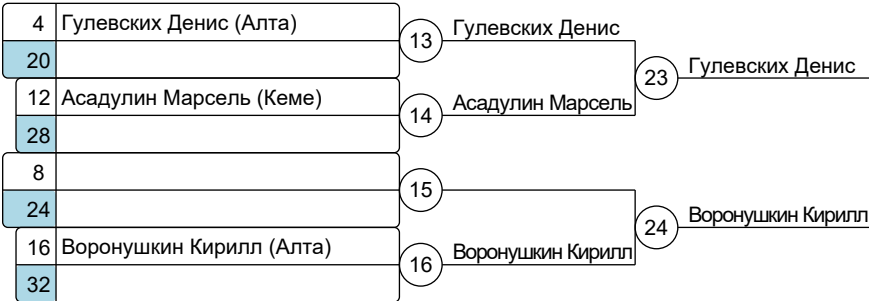 4 Гулевских Денис (Алта)
20
13 Гулевских Денис
12 Асадулин Марсель (Кеме)
28
14 Асадулин Марсель
23 Гулевских Денис
8
24
15
16 Воронушкин Кирилл (Алта)
32
16 Воронушкин Кирилл
24 Воронушкин Кирилл